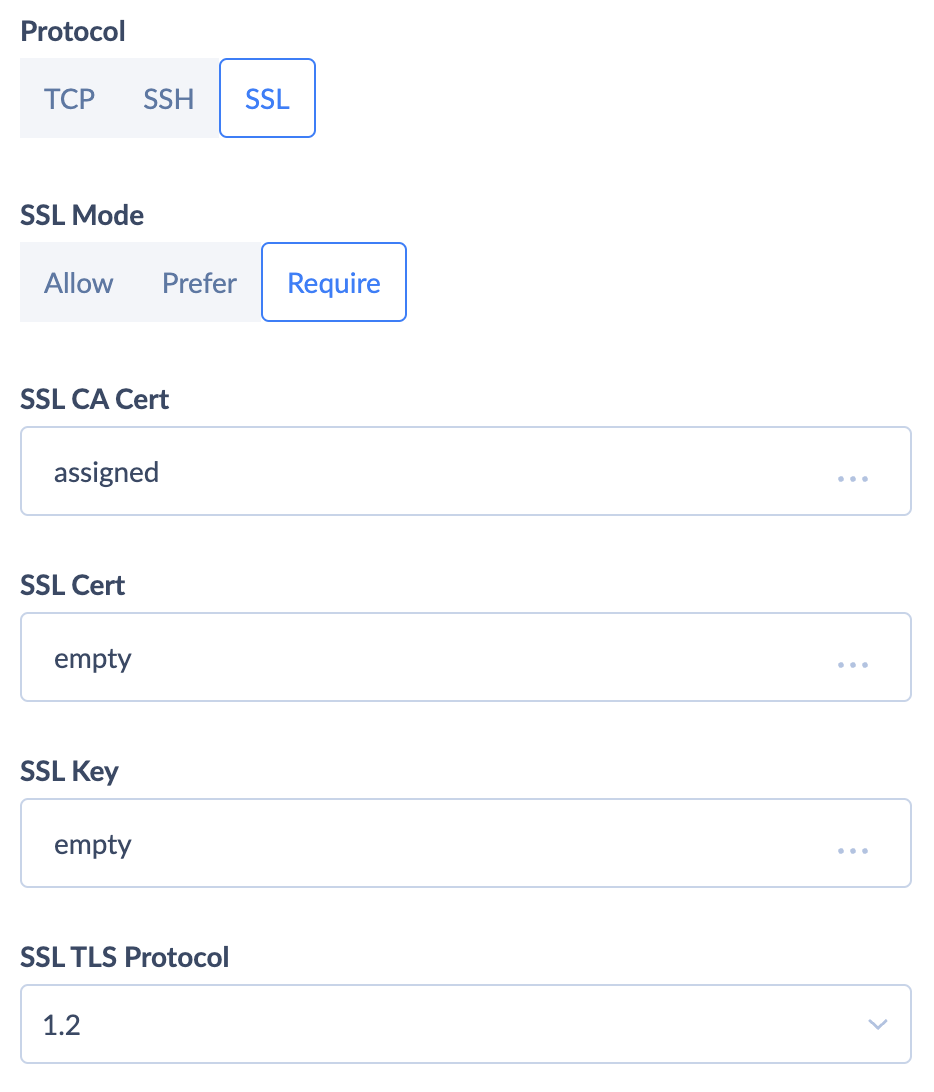 Protocol
TCP SSH SSL
SSL Mode
Allow Prefer Require
SSL CA Cert
assigned ...
SSL Cert
empty ...
SSL Key
empty ...
SSL TLS Protocol
1.2